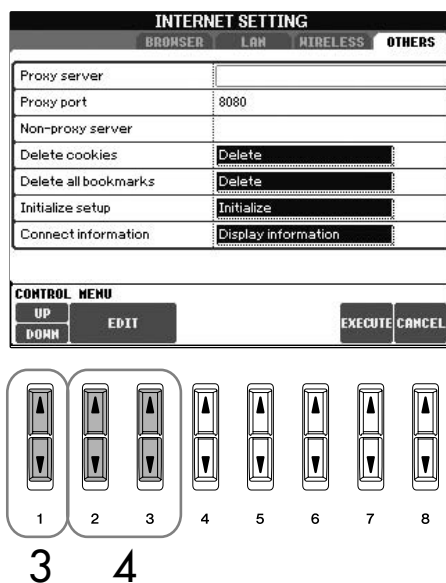 INTERNET SETTING
BROWSER LAN WIRELESS OTHERS
Proxy server
Proxy port 8080
Non-proxy server
Delete cookies Delete
Delete all bookmarks Delete
Initialize setup Initialize
Connect information Display information
CONTROL MENU
UP
DOWN
EDIT
EXECUTE CANCEL
1 2 3 4 5 6 7 8
3 4